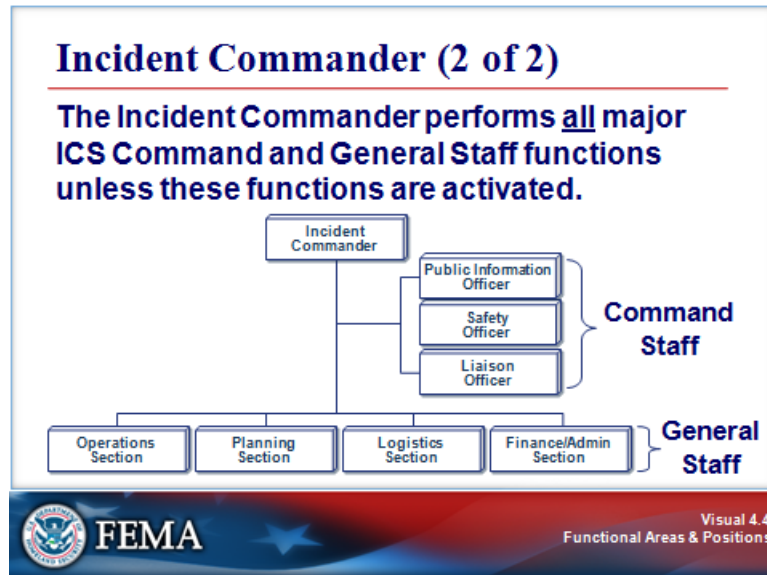 Incident Commander (2 of 2)
The Incident Commander performs all major
ICS Command and General Staff functions
unless these functions are activated.
Incident
Commander
Public Information
Officer
Safety
Officer
Liaison
Officer
Command
Staff
Operations
Section
Planning
Section
Logistics
Section
Finance/Admin
Section
General
Staff
FEMA
Visual 4.4
Functional Areas & Positions